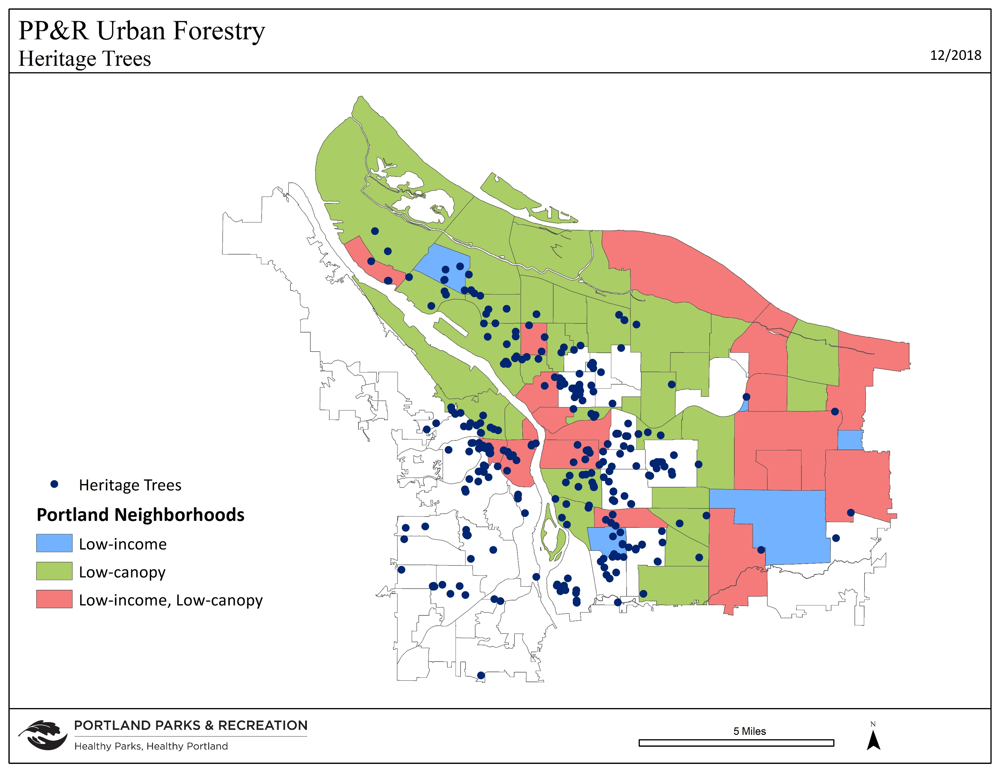 PP&R Urban Forestry
Heritage Trees
12/2018
Heritage Trees
Portland Neighborhoods
Low-income
Low-canopy
Low-income, Low-canopy
PORTLAND PARKS & RECREATION
Healthy Parks, Healthy Portland
5 Miles
N